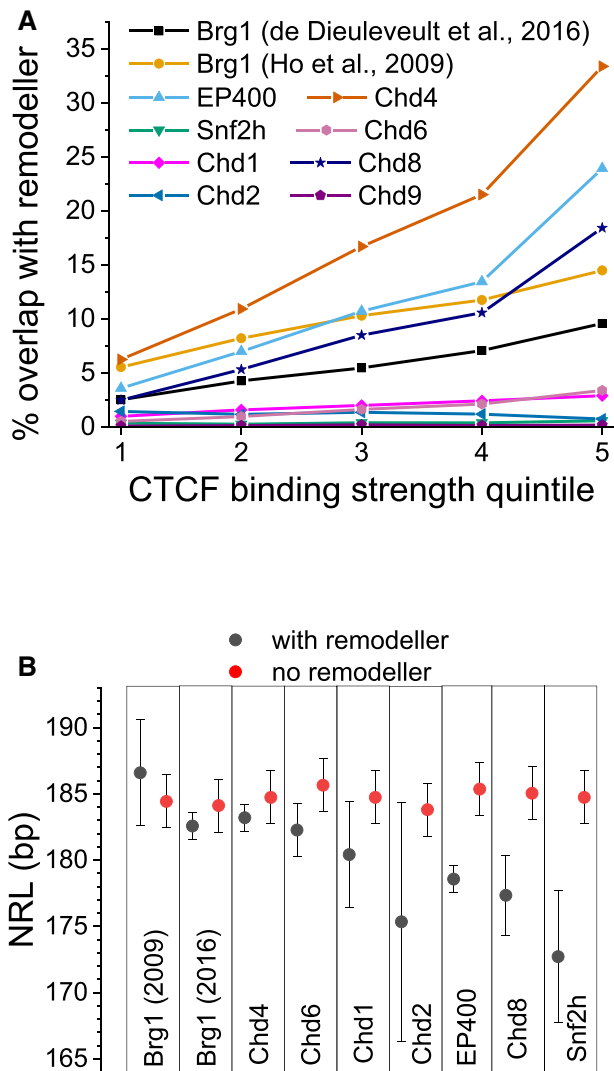 A
Brg1 (de Dieuleveult et al., 2016)
Brg1 (Ho et al., 2009)
EP400 Chd4
Snf2h Chd6
Chd1 Chd8
Chd2 Chd9
% overlap with remodeller
35
30
25
20
15
10
5
0
1 2 3 4 5
CTCF binding strength quintile
B
with remodeller
no remodeller
NRL (bp)
190
185
180
175
170
165
Brg1 (2009)
Brg1 (2016)
Chd4
Chd6
Chd1
Chd2
EP400
Chd8
Snf2h